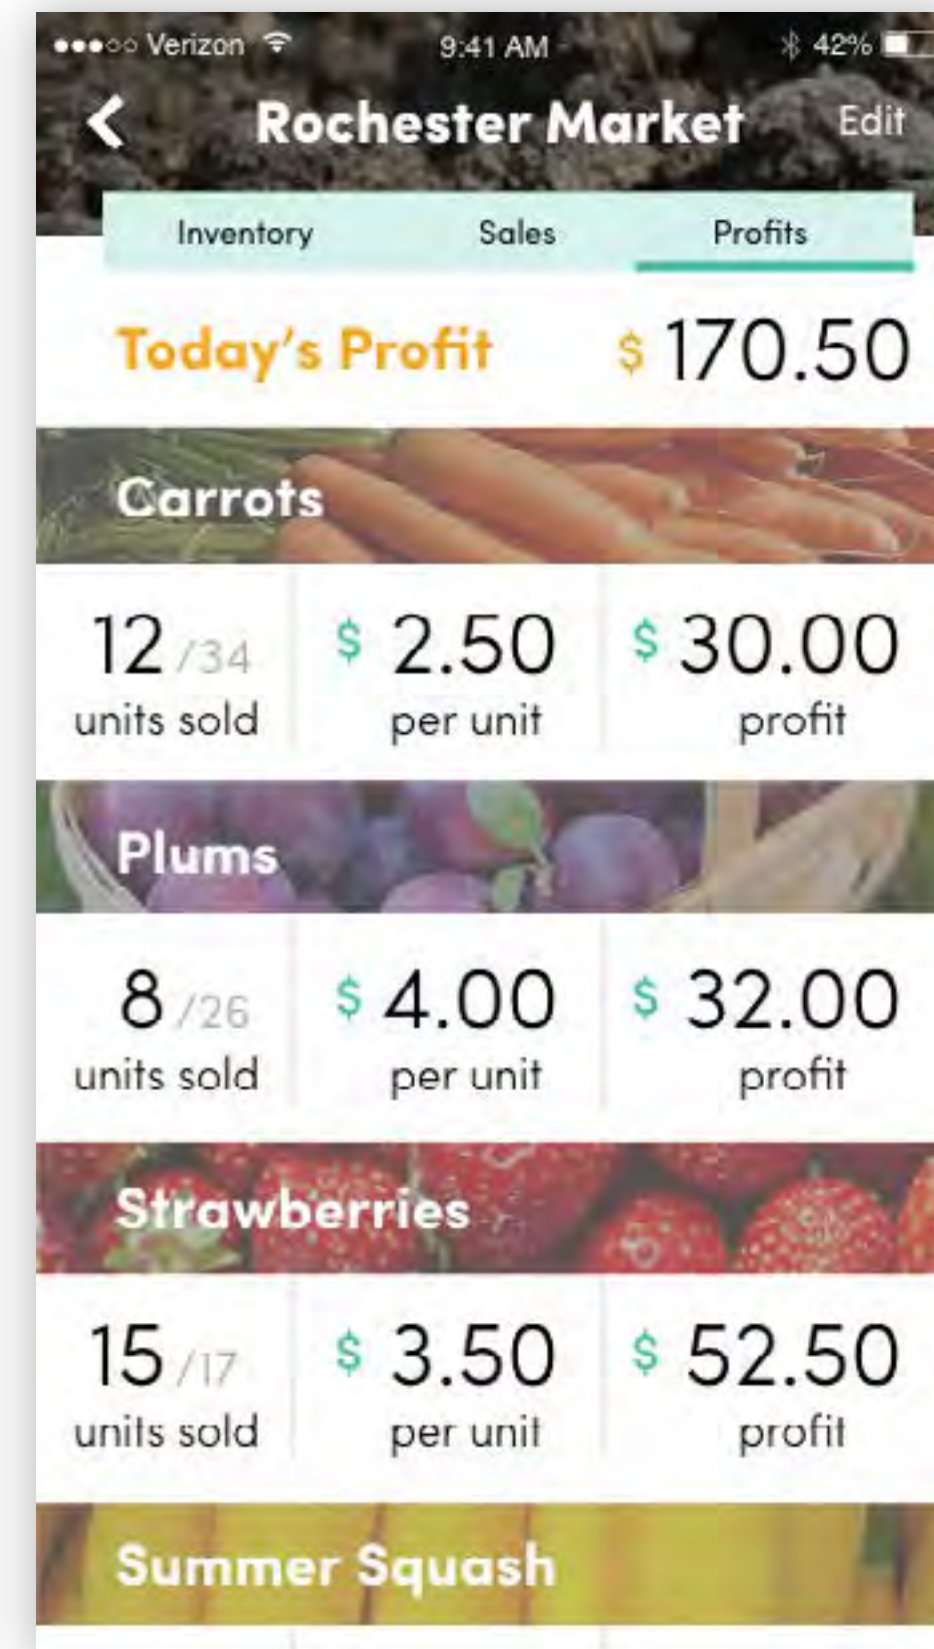 Verizon 9:41 AM 42%
Rochester Market Edit
Inventory Sales Profits
Today's Profit $ 170.50
Carrots
12 /34 $ 2.50 $ 30.00
units sold per unit profit
Plums
8 /26 $ 4.00 $ 32.00
units sold per unit profit
Strawberries
15 /17 $ 3.50 $ 52.50
units sold per unit profit
Summer Squash